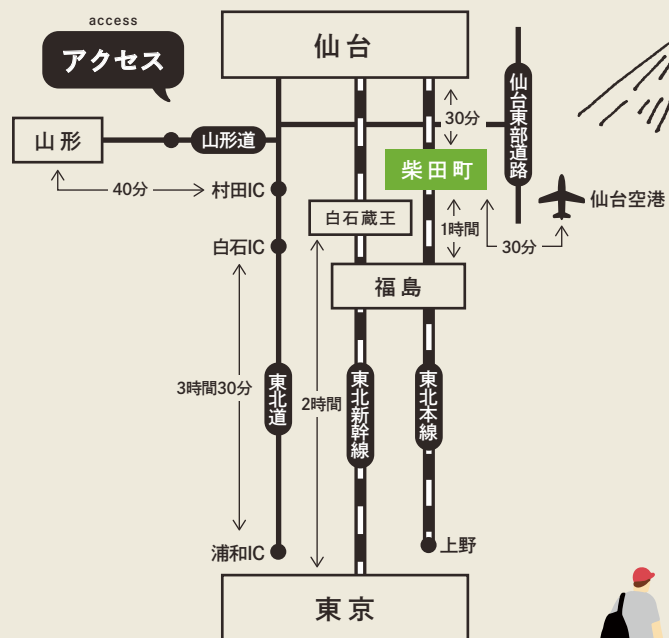 access
アクセス
仙台
仙台東部道路
30分
山形
山形道
柴田町
40分
村田IC
仙台空港
白石蔵王
1時間
白石IC
30分
福島
3時間30分
東北道
2時間
東北新幹線
東北本線
浦和IC
上野
東京